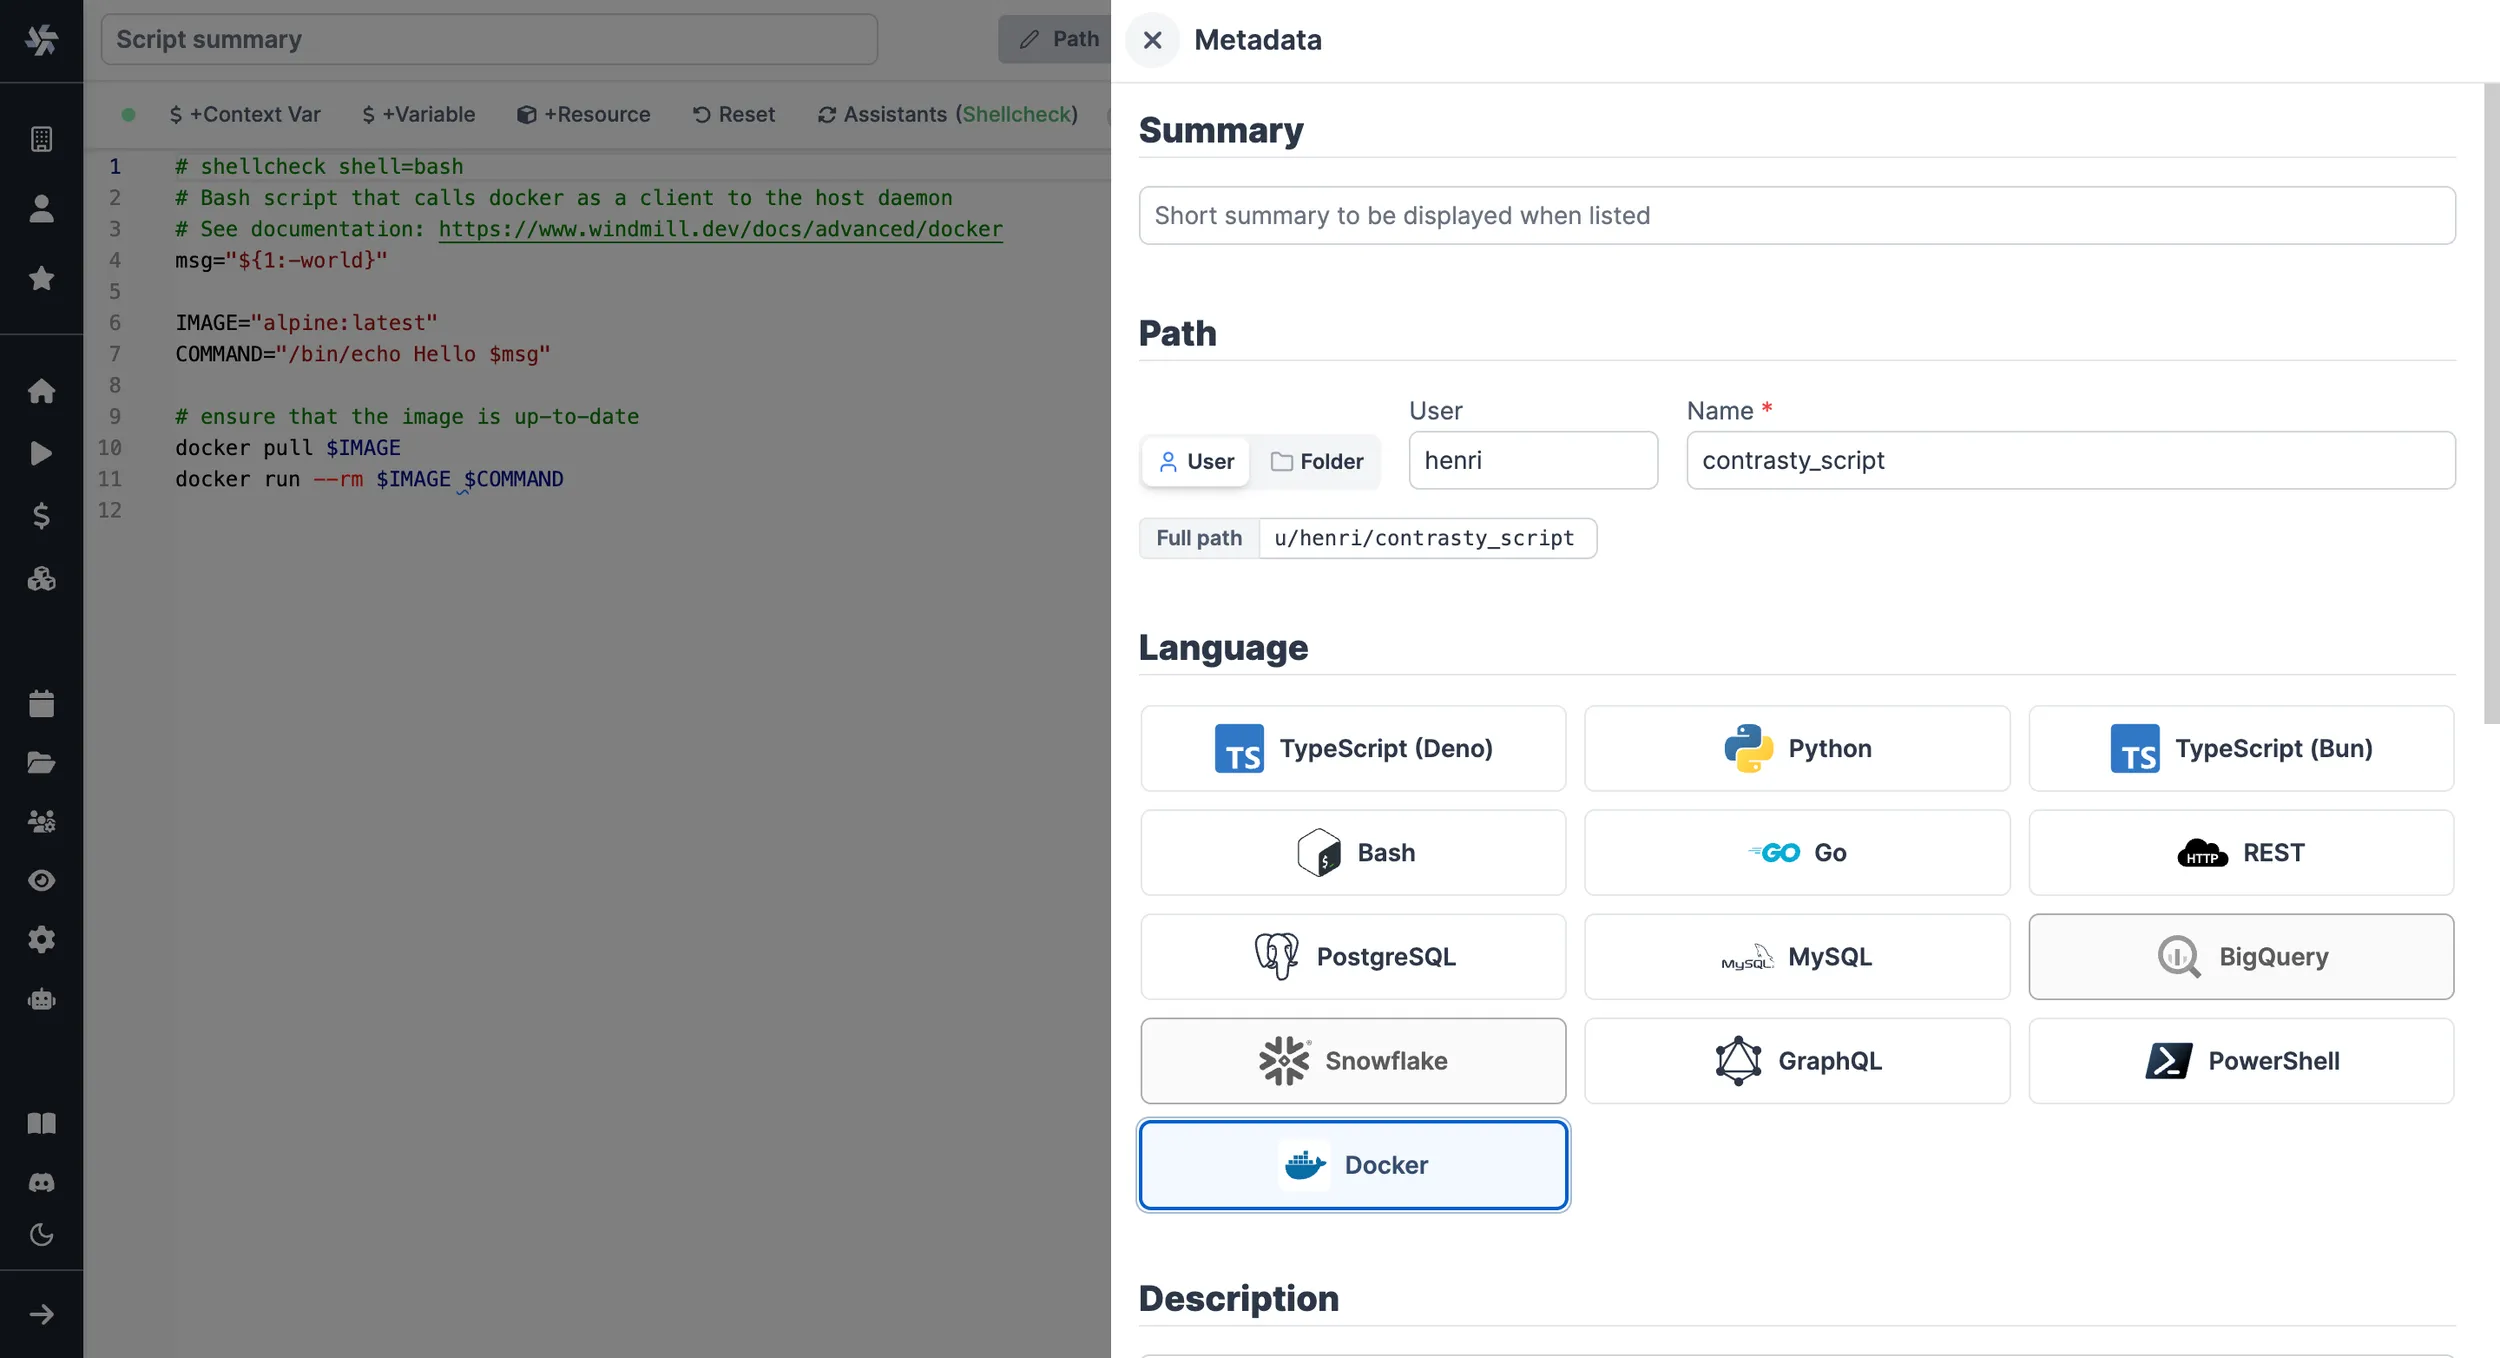 Script summary
Path
$ +Context Var
$ +Variable
+Resource
Reset
Assistants (Shellcheck)
1 # shellcheck shell=bash
2 # Bash script that calls docker as a client to the host daemon
3 # See documentation: https://www.windmill.dev/docs/advanced/docker
4 msg="${1:-world}"
5
6 IMAGE="alpine:latest"
7 COMMAND="/bin/echo Hello $msg"
8
9 # ensure that the image is up-to-date
10 docker pull $IMAGE
11 docker run --rm $IMAGE $COMMAND
12
Metadata
Summary
Short summary to be displayed when listed
Path
User
Name *
User
Folder
henri
contrasty_script
Full path
u/henri/contrasty_script
Language
TS TypeScript (Deno)
Python
TS TypeScript (Bun)
Bash
GO Go
HTTP REST
PostgreSQL
MySQL MySQL
BigQuery
Snowflake
GraphQL
PowerShell
Docker
Description